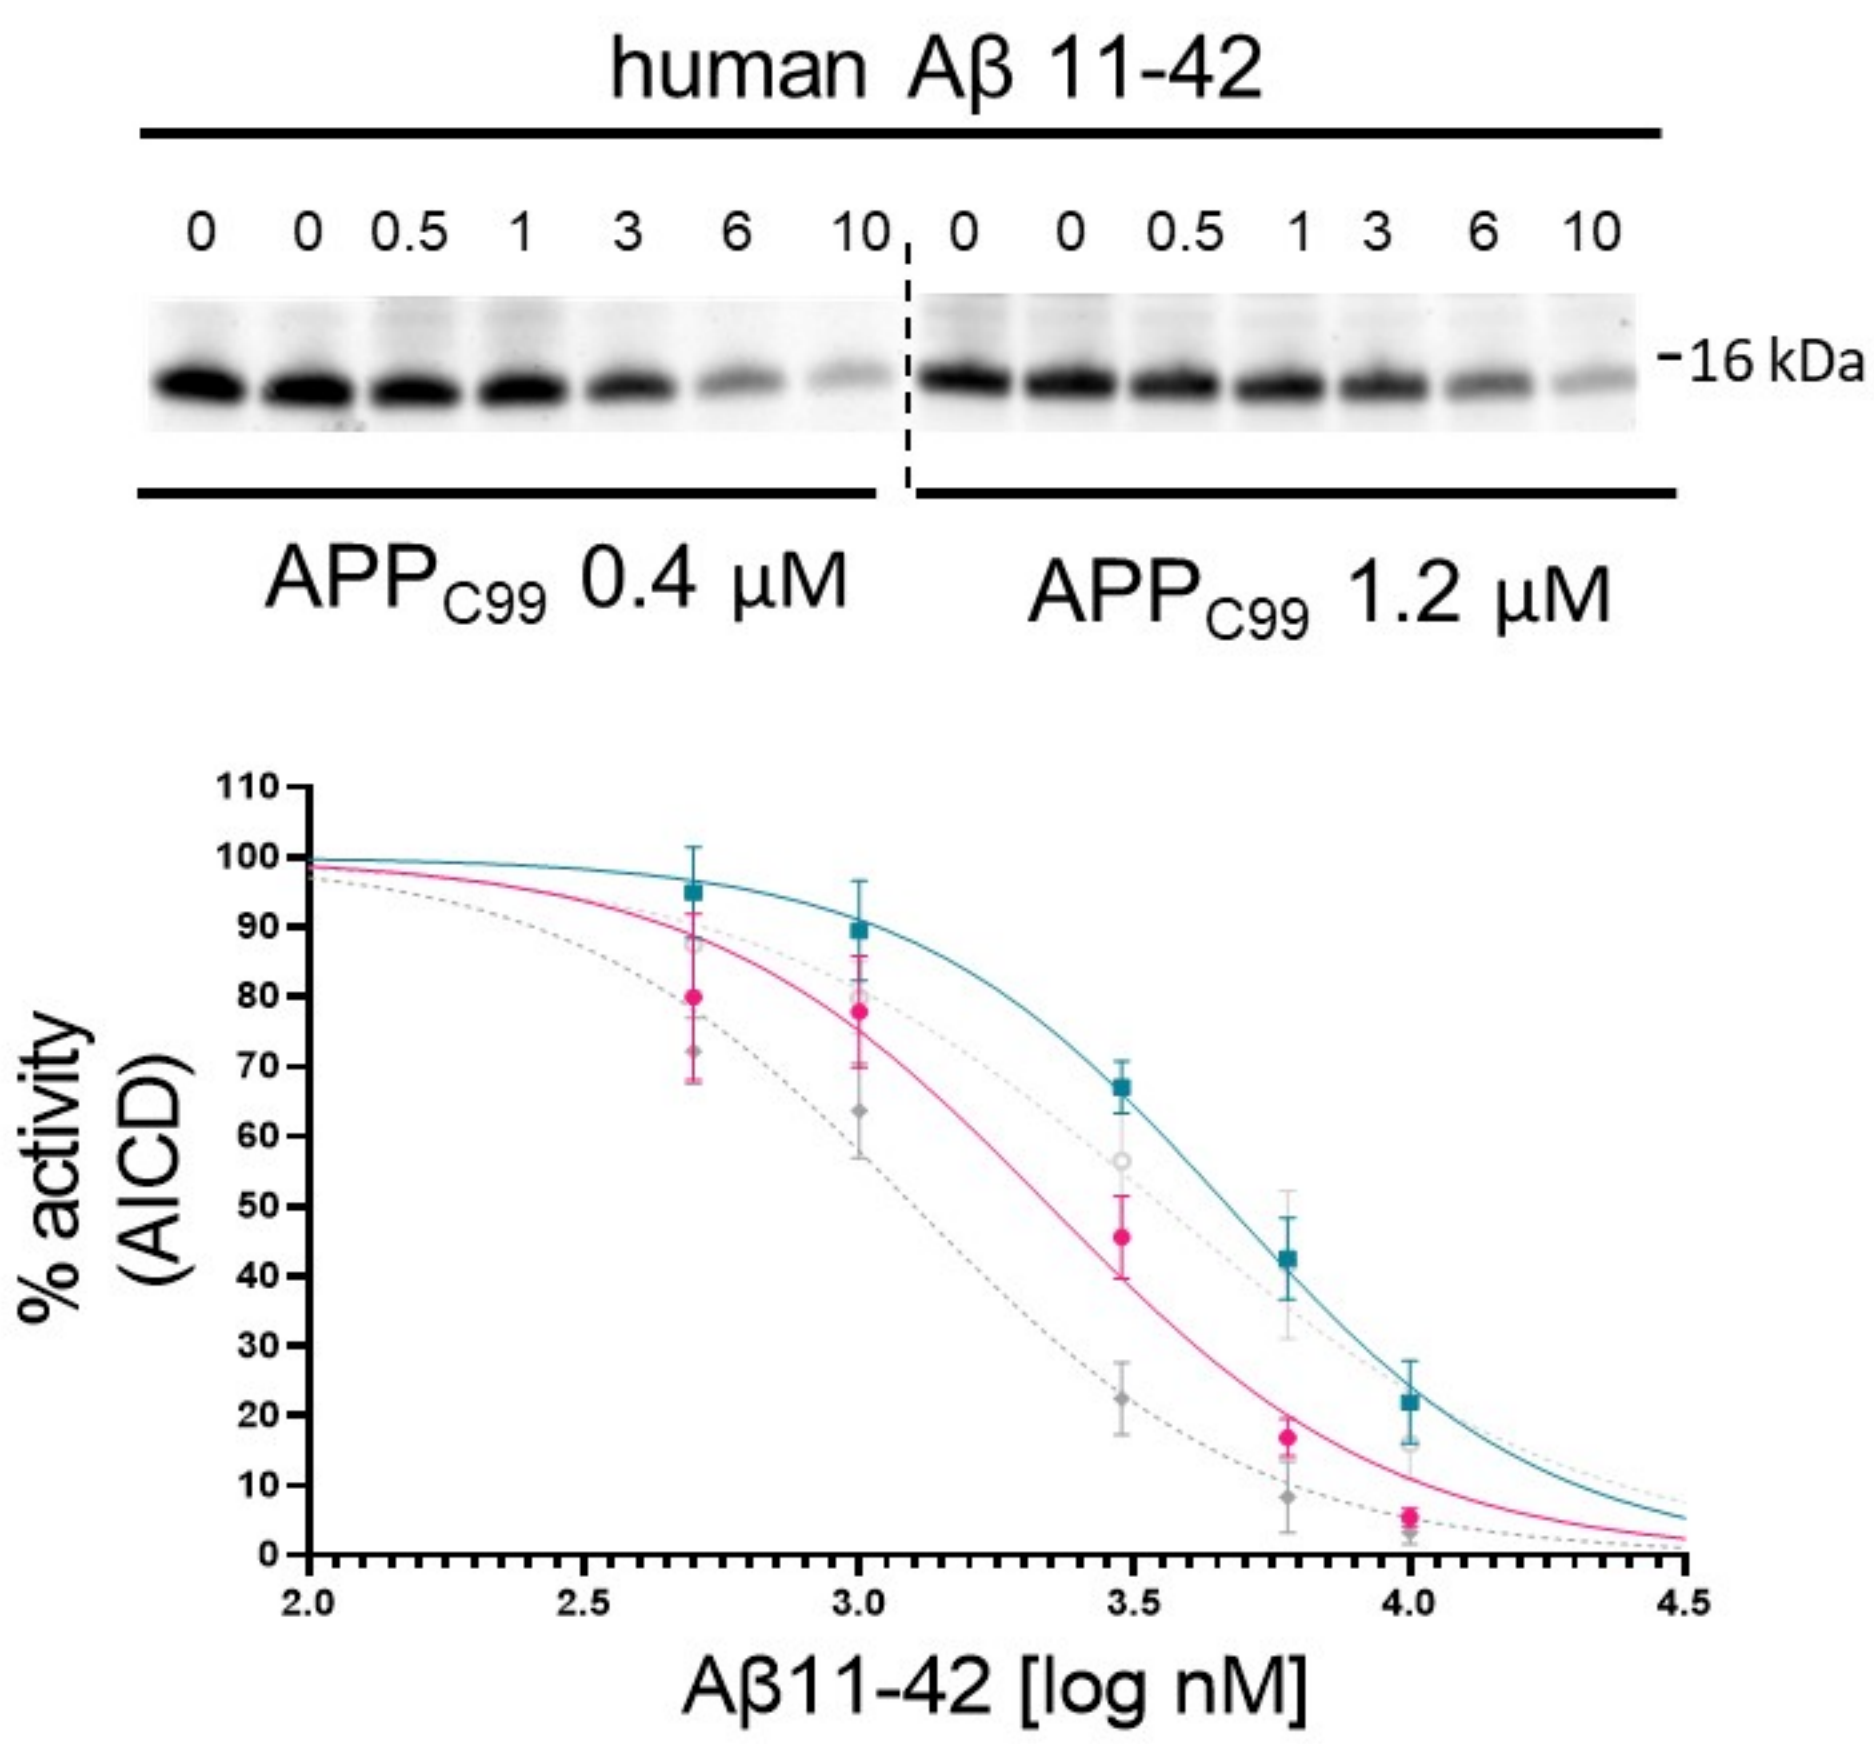 human Aβ 11-42
0 0 0.5 1 3 6 10 0 0 0.5 1 3 6 10
-16 kDa
APPC99 0.4 μM APPC99 1.2 μM
110
100
90
80
70
60
50
40
30
20
10
0
% activity
(AICD)
2.0 2.5 3.0 3.5 4.0 4.5
Aβ11-42 [log nM]